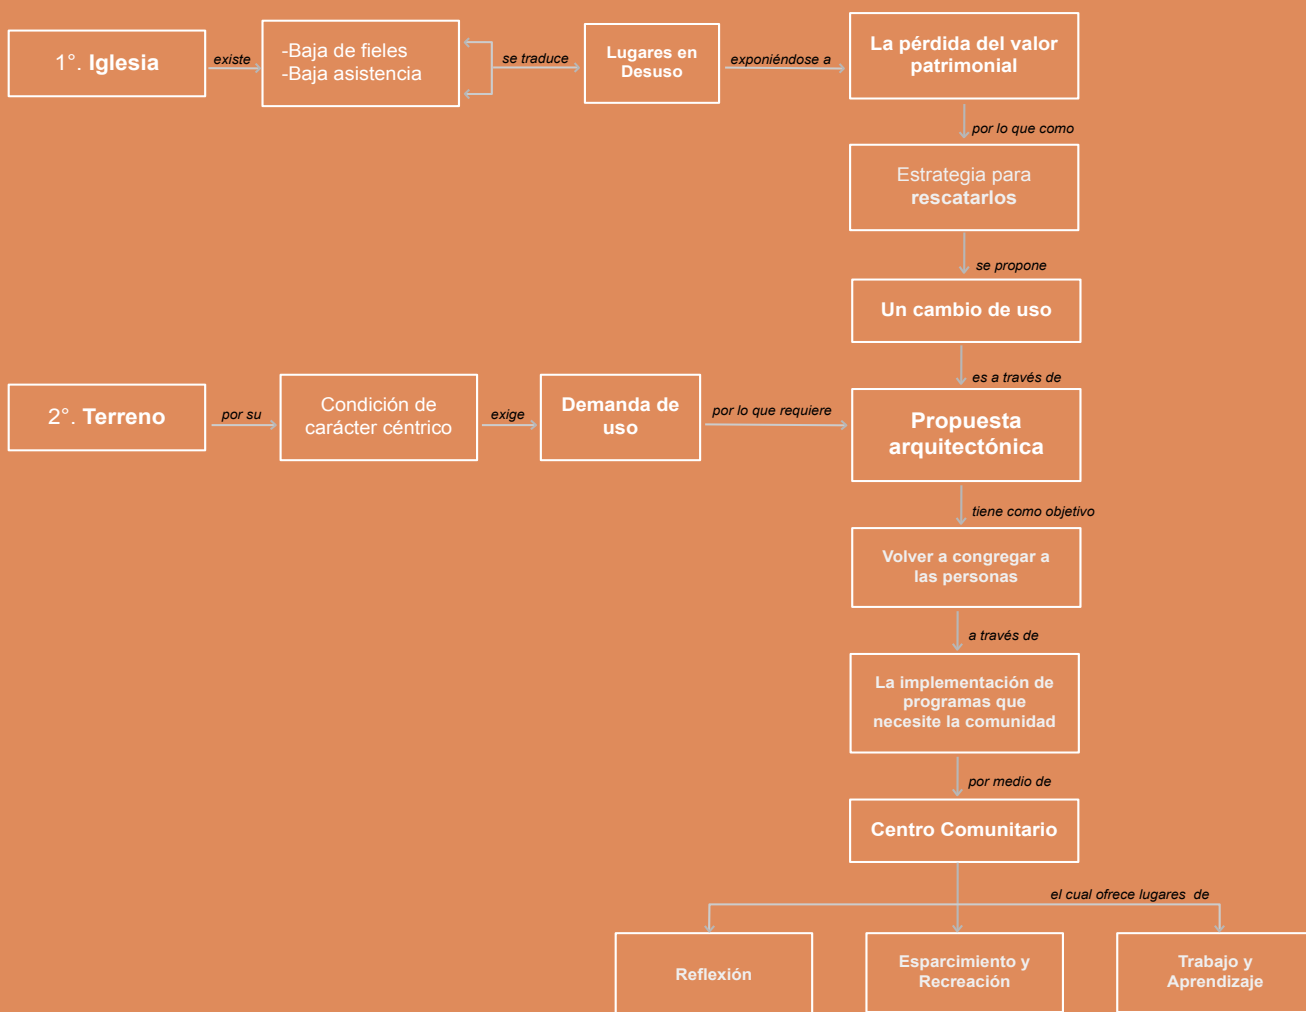 1°. Iglesia
existe
-Baja de fieles
-Baja asistencia
se traduce
Lugares en
Desuso
exponiéndose a
La pérdida del valor
patrimonial
por lo que como
Estrategia para
rescatarlos
se propone
Un cambio de uso
es a través de
2°. Terreno
por su
Condición de
carácter céntrico
exige
Demanda de
uso
por lo que requiere
Propuesta
arquitectónica
tiene como objetivo
Volver a congregar a
las personas
a través de
La implementación de
programas que
necesite la comunidad
por medio de
Centro Comunitario
el cual ofrece lugares de
Reflexión
Esparcimiento y
Recreación
Trabajo y
Aprendizaje